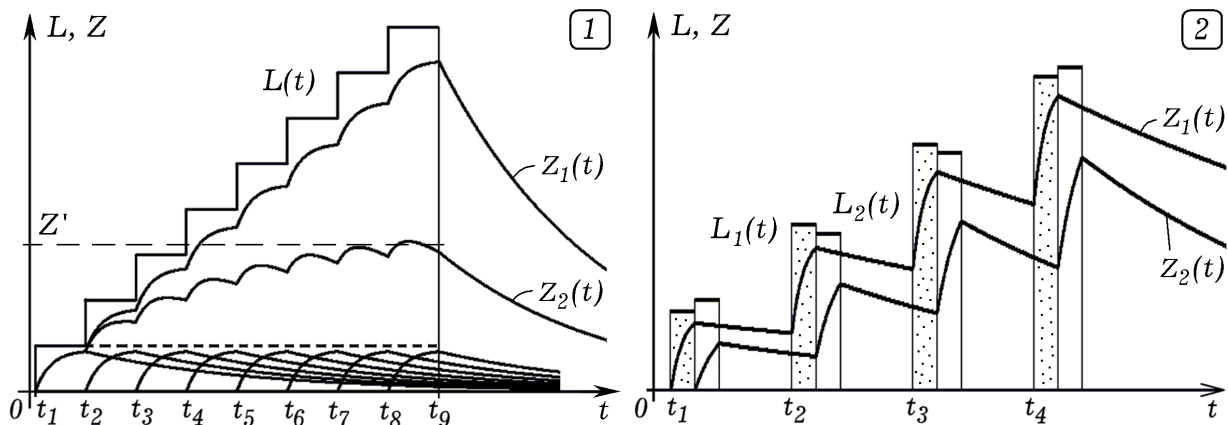 L, Z
1
L(t)
Z₁(t)
Z'
Z₂(t)
0 t₁ t₂ t₃ t₄ t₅ t₆ t₇ t₈ t₉ t
L, Z
2
Z₁(t)
L₁(t) L₂(t)
Z₂(t)
0 t₁ t₂ t₃ t₄ t